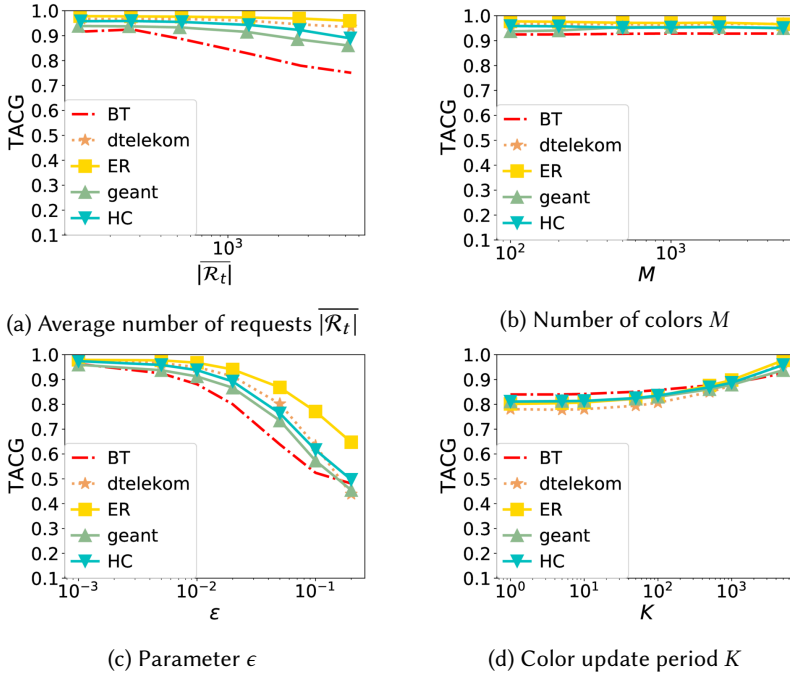 1.0
0.9
0.8
0.7
0.6
0.5
0.4
0.3
0.2
0.1
TACG
BT
dtelekom
ER
geant
HC
10³
|R_t|
(a) Average number of requests |R_t|
1.0
0.9
0.8
0.7
0.6
0.5
0.4
0.3
0.2
0.1
TACG
BT
dtelekom
ER
geant
HC
10² 10³
M
(b) Number of colors M
1.0
0.9
0.8
0.7
0.6
0.5
0.4
0.3
0.2
0.1
TACG
BT
dtelekom
ER
geant
HC
10⁻³ 10⁻² 10⁻¹
ε
(c) Parameter ϵ
1.0
0.9
0.8
0.7
0.6
0.5
0.4
0.3
0.2
0.1
TACG
BT
dtelekom
ER
geant
HC
10⁰ 10¹ 10² 10³
K
(d) Color update period K